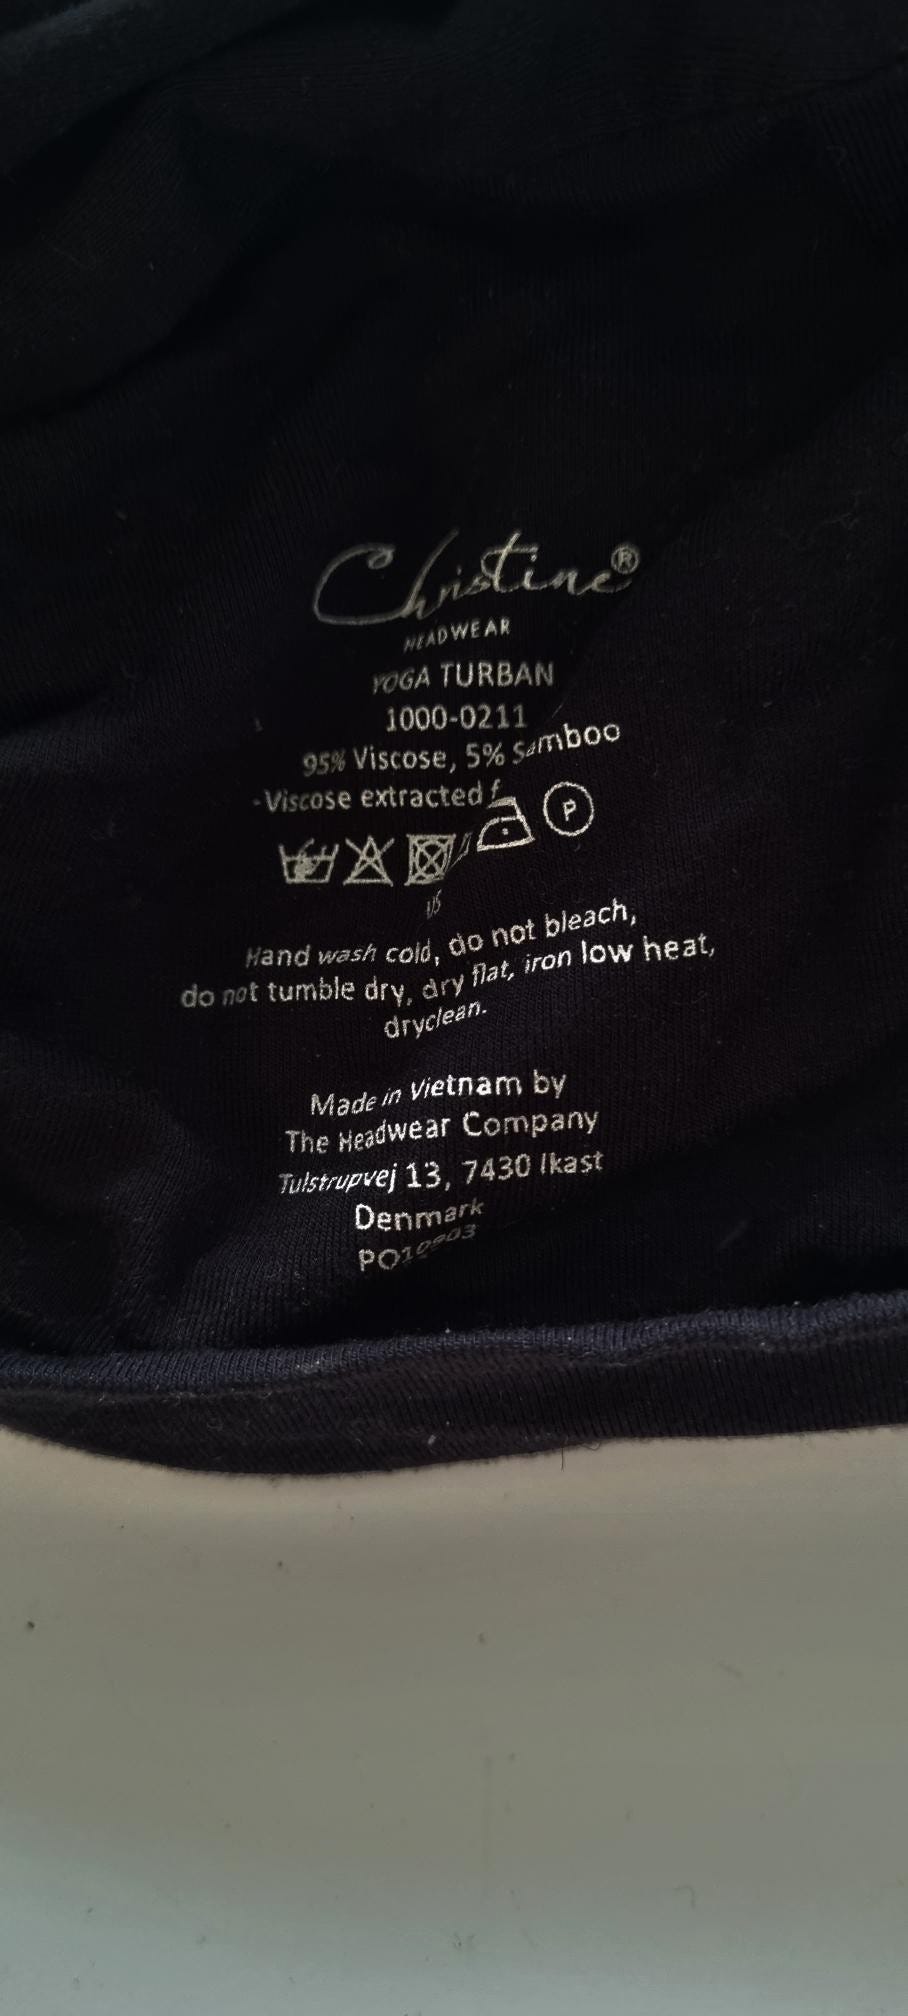 Christine®
HEADWEAR
YOGA TURBAN
1000-0211
95% Viscose, 5% mboo
-Viscose extracted f
P
Hand wash cold, do not bleach,
do not tumble dry, dry flat, iron low heat,
dryclean.
Made in Vietnam by
The Headwear Company
Tulstrupvej 13, 7430 Ikast
Denmark